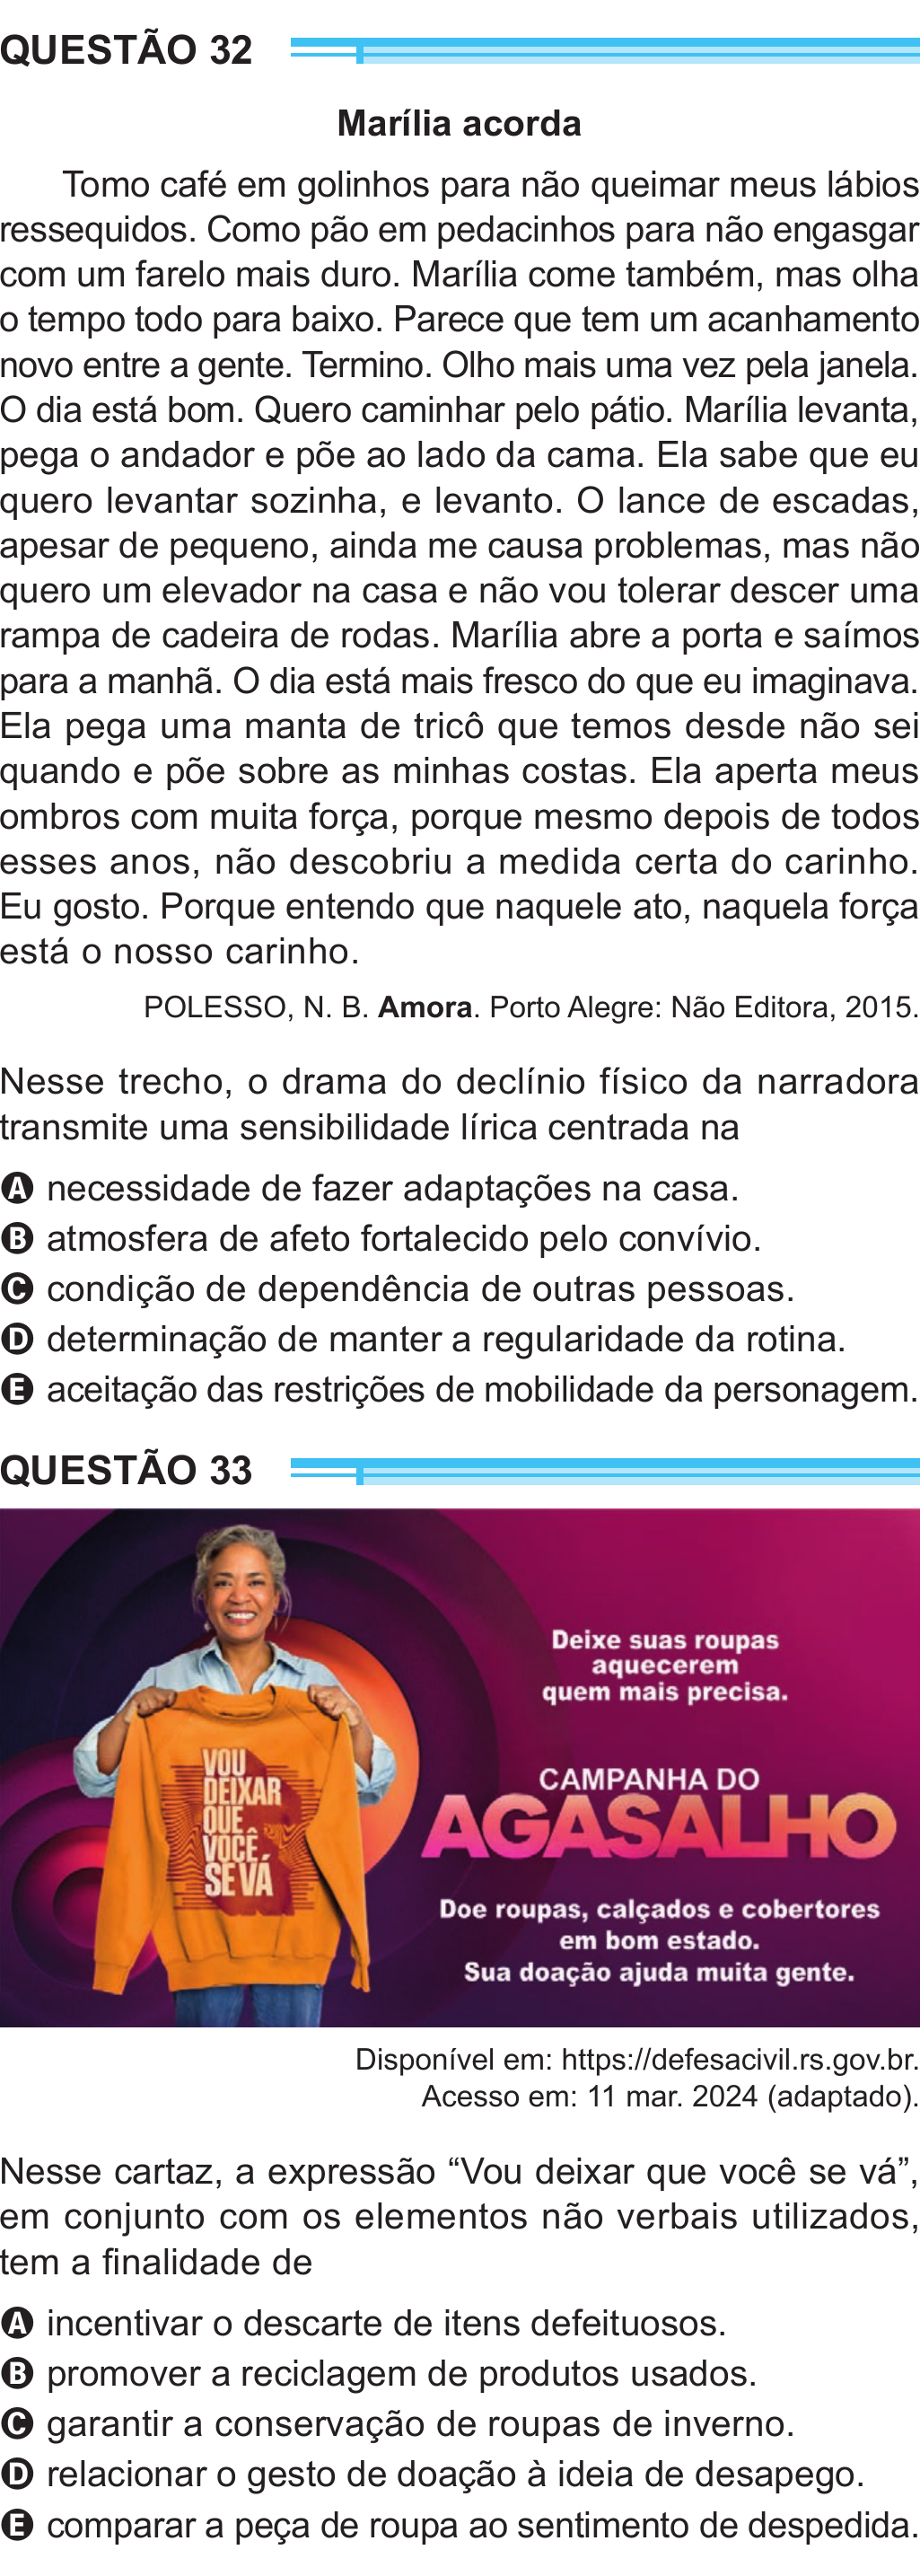 QUESTÃO 32
Marília acorda
Tomo café em golinhos para não queimar meus lábios
ressequidos. Como pão em pedacinhos para não engasgar
com um farelo mais duro. Marília come também, mas olha
o tempo todo para baixo. Parece que tem um acanhamento
novo entre a gente. Termino. Olho mais uma vez pela janela.
O dia está bom. Quero caminhar pelo pátio. Marília levanta,
pega o andador e põe ao lado da cama. Ela sabe que eu
quero levantar sozinha, e levanto. O lance de escadas,
apesar de pequeno, ainda me causa problemas, mas não
quero um elevador na casa e não vou tolerar descer uma
rampa de cadeira de rodas. Marília abre a porta e saímos
para a manhã. O dia está mais fresco do que eu imaginava.
Ela pega uma manta de tricô que temos desde não sei
quando e põe sobre as minhas costas. Ela aperta meus
ombros com muita força, porque mesmo depois de todos
esses anos, não descobriu a medida certa do carinho.
Eu gosto. Porque entendo que naquele ato, naquela força
está o nosso carinho.
POLESSO, N. B. Amora. Porto Alegre: Não Editora, 2015.
Nesse trecho, o drama do declínio físico da narradora
transmite uma sensibilidade lírica centrada na
A necessidade de fazer adaptações na casa.
B atmosfera de afeto fortalecido pelo convívio.
C condição de dependência de outras pessoas.
D determinação de manter a regularidade da rotina.
E aceitação das restrições de mobilidade da personagem.
QUESTÃO 33
VOU
DEIXAR
QUE
VOCÊ
SE VÁ
Deixe suas roupas
aquecerem
quem mais precisa.
CAMPANHA DO
AGASALHO
Doe roupas, calçados e cobertores
em bom estado.
Sua doação ajuda muita gente.
Disponível em: https://defesacivil.rs.gov.br.
Acesso em: 11 mar. 2024 (adaptado).
Nesse cartaz, a expressão “Vou deixar que você se vá”,
em conjunto com os elementos não verbais utilizados,
tem a finalidade de
A incentivar o descarte de itens defeituosos.
B promover a reciclagem de produtos usados.
C garantir a conservação de roupas de inverno.
D relacionar o gesto de doação à ideia de desapego.
E comparar a peça de roupa ao sentimento de despedida.